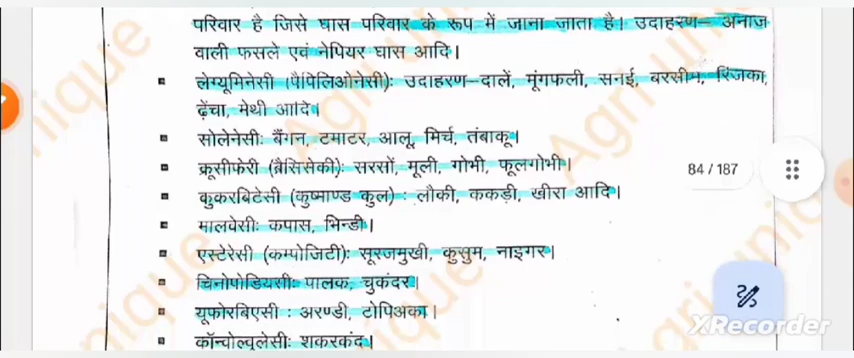 परिवार है जिसे घास परिवार के रूप में जाना जाता है। उदाहरण– अनाज
वाली फसले एवं नेपियर घास आदि।
लेग्यूमिनेसी (पैपिलिओनेसी): उदाहरण–दालें, मूंगफली, सनई, बरसीम, रिजका,
ढ़ेंचा, मेथी आदि।
सोलेनेसी: बैंगन, टमाटर, आलू, मिर्च, तंबाकू।
क्रूसीफेरी (ब्रैसिसेकी): सरसों, मूली, गोभी, फूलगोभी।
84 / 187
कुकरबिटेसी (कुष्माण्ड कुल) : लौकी, ककड़ी, खीरा आदि।
मालवेसी: कपास, भिन्डी।
एस्टेरेसी (कम्पोजिटी): सूरजमुखी, कुसुम, नाइगर।
चिनोपोडियसी: पालक, चुकंदर।
यूफोरबिएसी : अरण्डी, टोपिअका।
XRecorder
कॉन्वोल्वुलेसी: शकरकंद।
Agri unique